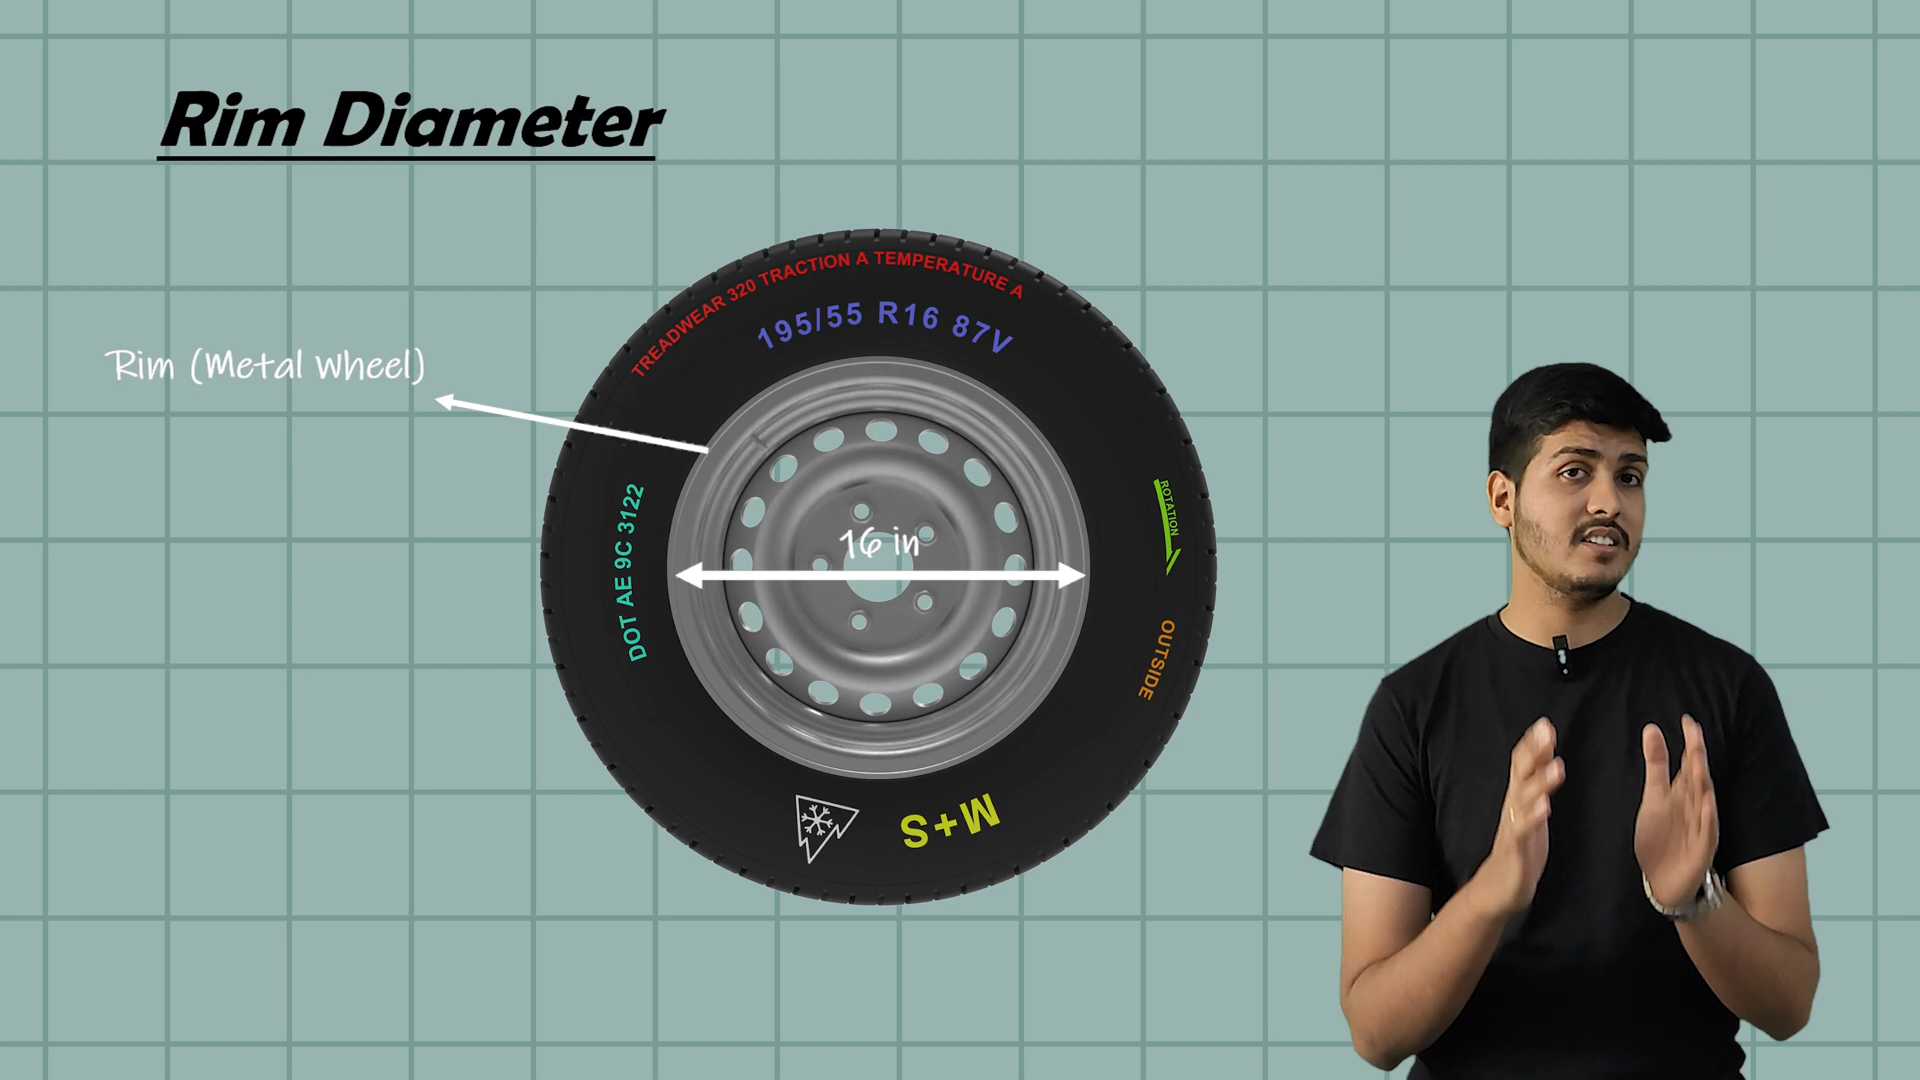 Rim Diameter
TREADWEAR 320 TRACTION A TEMPERATURE A
195/55 R16 87V
Rim (Metal Wheel)
DOT AE 9C 3122
16 in
ROTATION
OUTSIDE
M+S